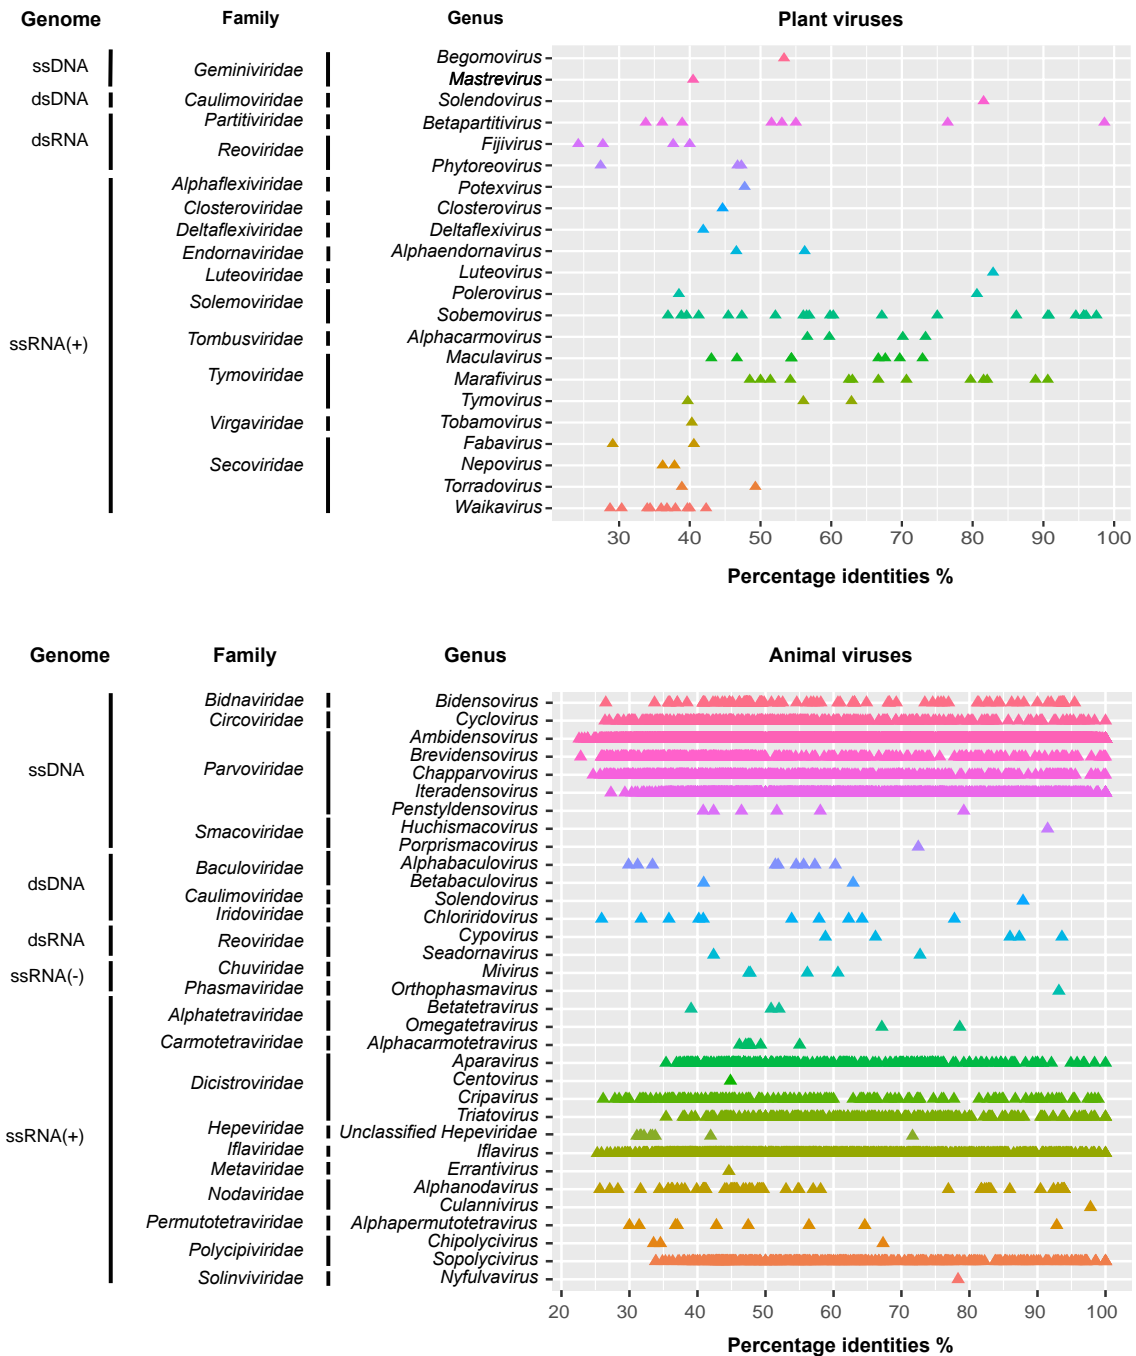 Genome Family Genus Plant viruses
ssDNA
dsDNA
dsRNA
ssRNA(+)
Geminiviridae
Caulimoviridae
Partitiviridae
Reoviridae
Alphaflexiviridae
Closteroviridae
Deltaflexiviridae
Endornaviridae
Luteoviridae
Solemoviridae
Tombusviridae
Tymoviridae
Virgaviridae
Secoviridae
Begomovirus
Mastrevirus
Solendovirus
Betapartitivirus
Fijivirus
Phytoreovirus
Potexvirus
Closterovirus
Deltaflexivirus
Alphaendornavirus
Luteovirus
Polerovirus
Sobemovirus
Alphacarmovirus
Maculavirus
Marafivirus
Tymovirus
Tobamovirus
Fabavirus
Nepovirus
Torradovirus
Waikavirus
30 40 50 60 70 80 90 100
Percentage identities %
Genome Family Genus Animal viruses
ssDNA
dsDNA
dsRNA
ssRNA(-)
ssRNA(+)
Bidnaviridae
Circoviridae
Parvoviridae
Smacoviridae
Baculoviridae
Caulimoviridae
Iridoviridae
Reoviridae
Chuviridae
Phasmaviridae
Alphatetraviridae
Carmotetraviridae
Dicistroviridae
Hepeviridae
Iflaviridae
Metaviridae
Nodaviridae
Permutotetraviridae
Polycipiviridae
Solinviviridae
Bidensovirus
Cyclovirus
Ambidensovirus
Brevidensovirus
Chapparvovirus
Iteradensovirus
Penstyldensovirus
Huchismacovirus
Porprismacovirus
Alphabaculovirus
Betabaculovirus
Solendovirus
Chloriridovirus
Cypovirus
Seadornavirus
Mivirus
Orthophasmavirus
Betatetravirus
Omegatetravirus
Alphacarmotetravirus
Aparavirus
Centovirus
Cripavirus
Triatovirus
Unclassified Hepeviridae
Iflavirus
Errantivirus
Alphanodavirus
Culannivirus
Alphapermutotetravirus
Chipolycivirus
Sopolycivirus
Nyfulvavirus
20 30 40 50 60 70 80 90 100
Percentage identities %